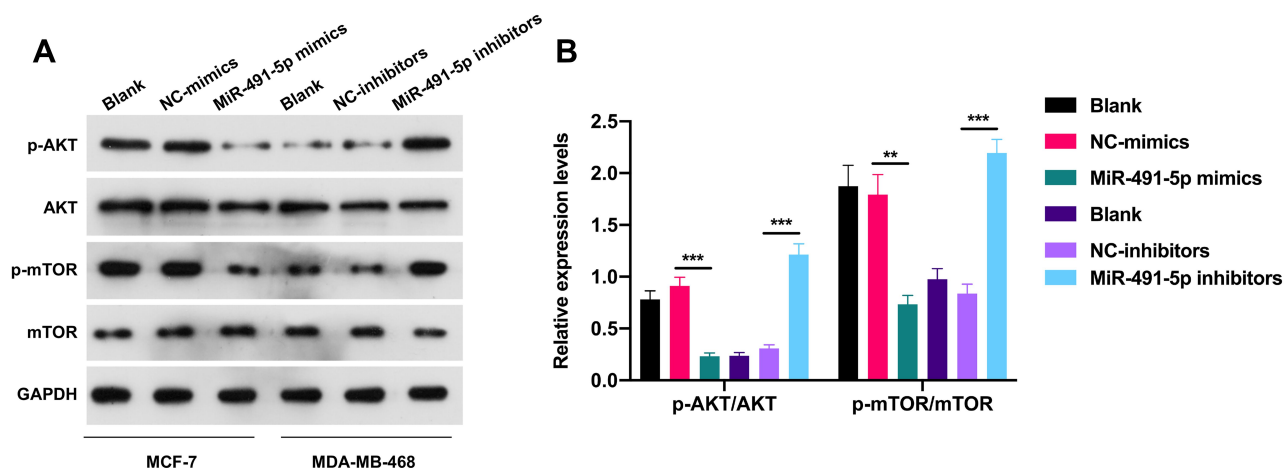 A
Blank
NC-mimics
MiR-491-5p mimics
Blank
NC-inhibitors
MiR-491-5p inhibitors
p-AKT
AKT
p-mTOR
mTOR
GAPDH
MCF-7
MDA-MB-468
B
Relative expression levels
2.5
2.0
1.5
1.0
0.5
0.0
***
***
**
***
p-AKT/AKT
p-mTOR/mTOR
Blank
NC-mimics
MiR-491-5p mimics
Blank
NC-inhibitors
MiR-491-5p inhibitors